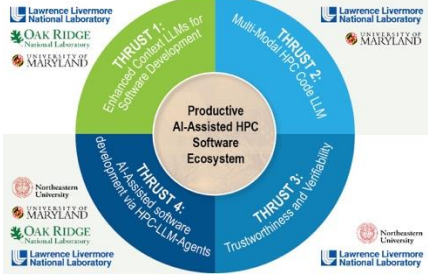 Lawrence Livermore
National Laboratory
OAK RIDGE
National Laboratory
UNIVERSITY OF
MARYLAND
THRUST 1:
Enhanced Context LLMs for
Software Development
THRUST 2:
Multi-Modal HPC Code LLM
Lawrence Livermore
National Laboratory
UNIVERSITY OF
MARYLAND
Productive
AI-Assisted HPC
Software
Ecosystem
Northeastern
University
UNIVERSITY OF
MARYLAND
OAK RIDGE
National Laboratory
Lawrence Livermore
National Laboratory
THRUST 4:
AI-Assisted software
development via HPC-LLM-Agents
THRUST 3:
Trustworthiness and Verifiability
Northeastern
University
Lawrence Livermore
National Laboratory